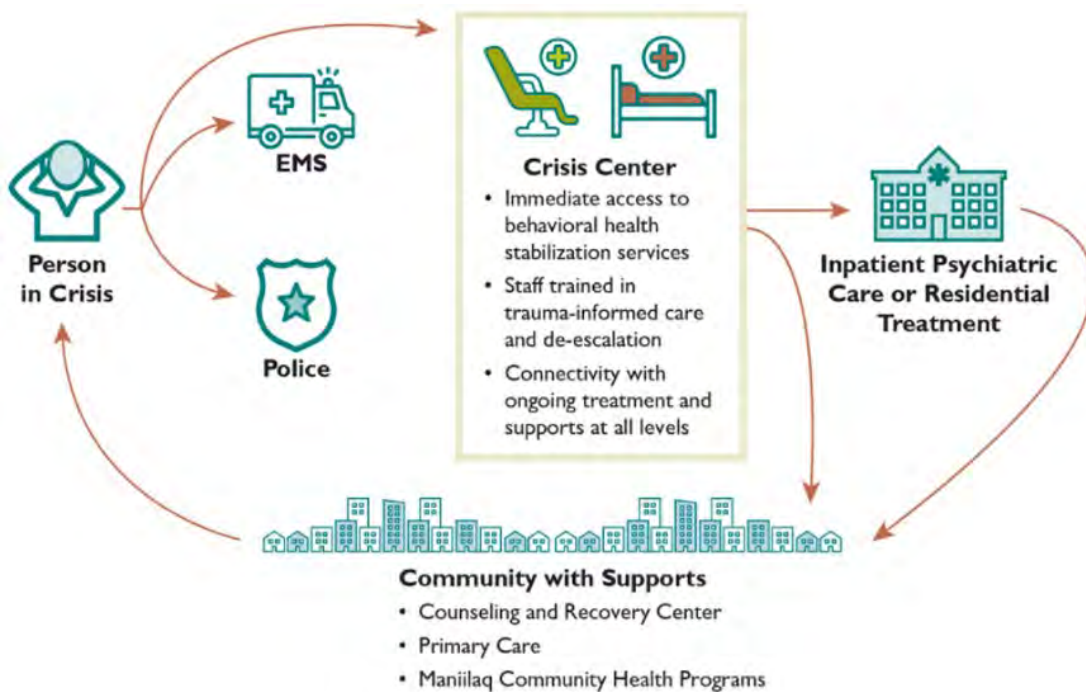 EMS
Person
in Crisis
Police
Crisis Center
• Immediate access to
behavioral health
stabilization services
• Staff trained in
trauma-informed care
and de-escalation
• Connectivity with
ongoing treatment and
supports at all levels
Inpatient Psychiatric
Care or Residential
Treatment
Community with Supports
• Counseling and Recovery Center
• Primary Care
• Maniilaq Community Health Programs